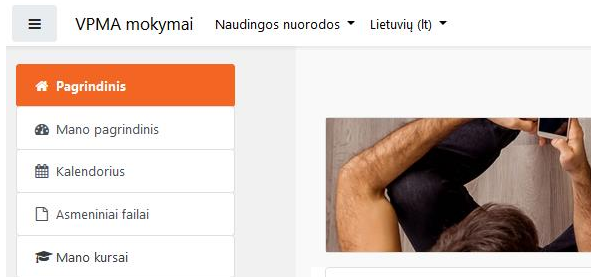 VPMA mokymai Naudingos nuorodos Lietuvių (lt)
Pagrindinis
Mano pagrindinis
Kalendorius
Asmeniniai failai
Mano kursai